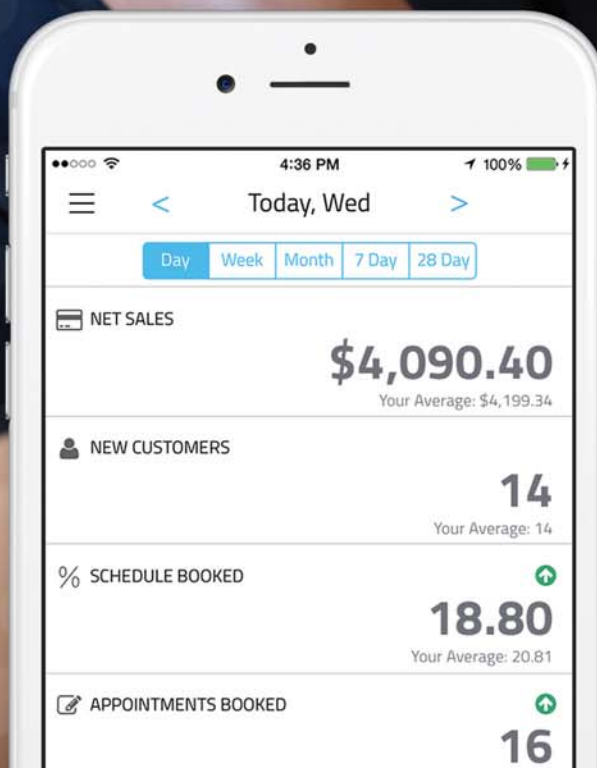 4:36 PM 100%
< Today, Wed >
Day Week Month 7 Day 28 Day
NET SALES
$4,090.40
Your Average: $4,199.34
NEW CUSTOMERS
14
Your Average: 14
% SCHEDULE BOOKED
18.80
Your Average: 20.81
APPOINTMENTS BOOKED
16